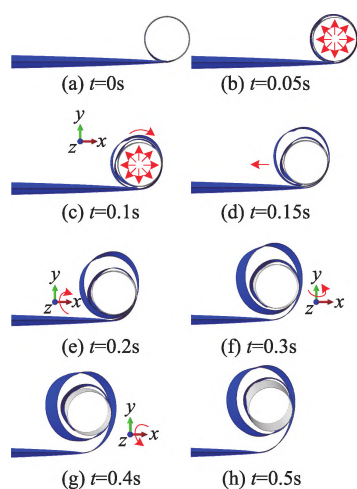 (a) t=0s
(b) t=0.05s
y
z x
(c) t=0.1s
(d) t=0.15s
y
z x
(e) t=0.2s
y
z x
(f) t=0.3s
y
z x
(g) t=0.4s
(h) t=0.5s